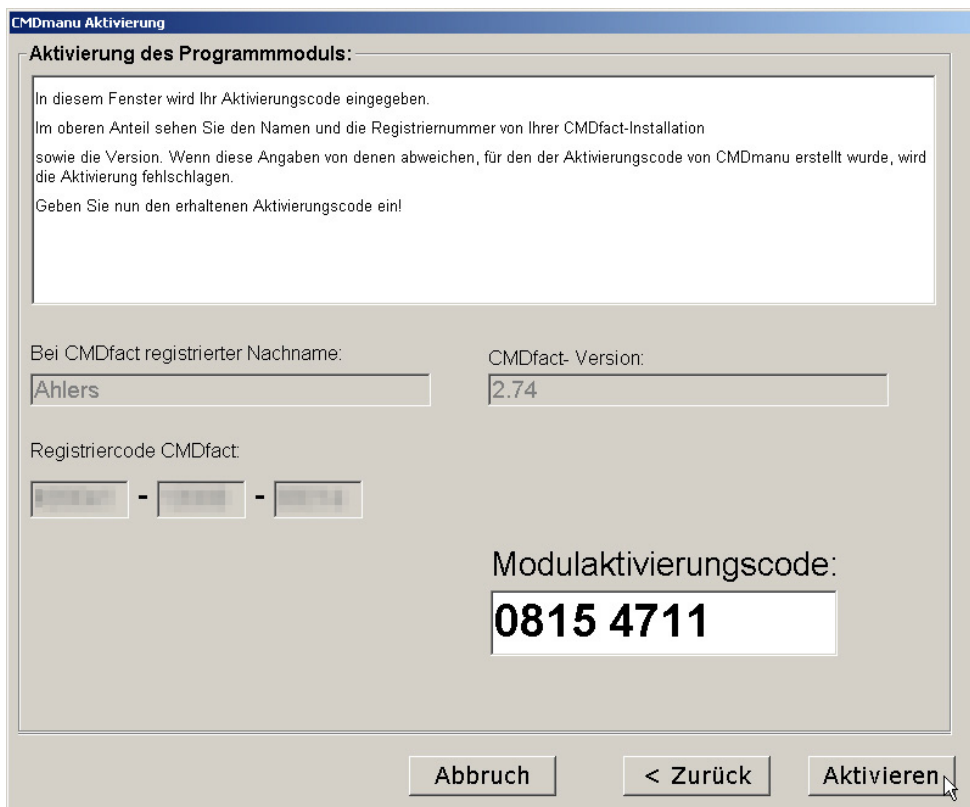 CMDmanu Aktivierung
Aktivierung des Programmmoduls:
In diesem Fenster wird Ihr Aktivierungscode eingegeben.
Im oberen Anteil sehen Sie den Namen und die Registriernummer von Ihrer CMDfact-Installation
sowie die Version. Wenn diese Angaben von denen abweichen, für den der Aktivierungscode von CMDmanu erstellt wurde, wird
die Aktivierung fehlschlagen.
Geben Sie nun den erhaltenen Aktivierungscode ein!
Bei CMDfact registrierter Nachname:
CMDfact- Version:
Ahlers
2.74
Registriercode CMDfact:
- -
Modulaktivierungscode:
0815 4711
Abbruch
< Zurück
Aktivieren